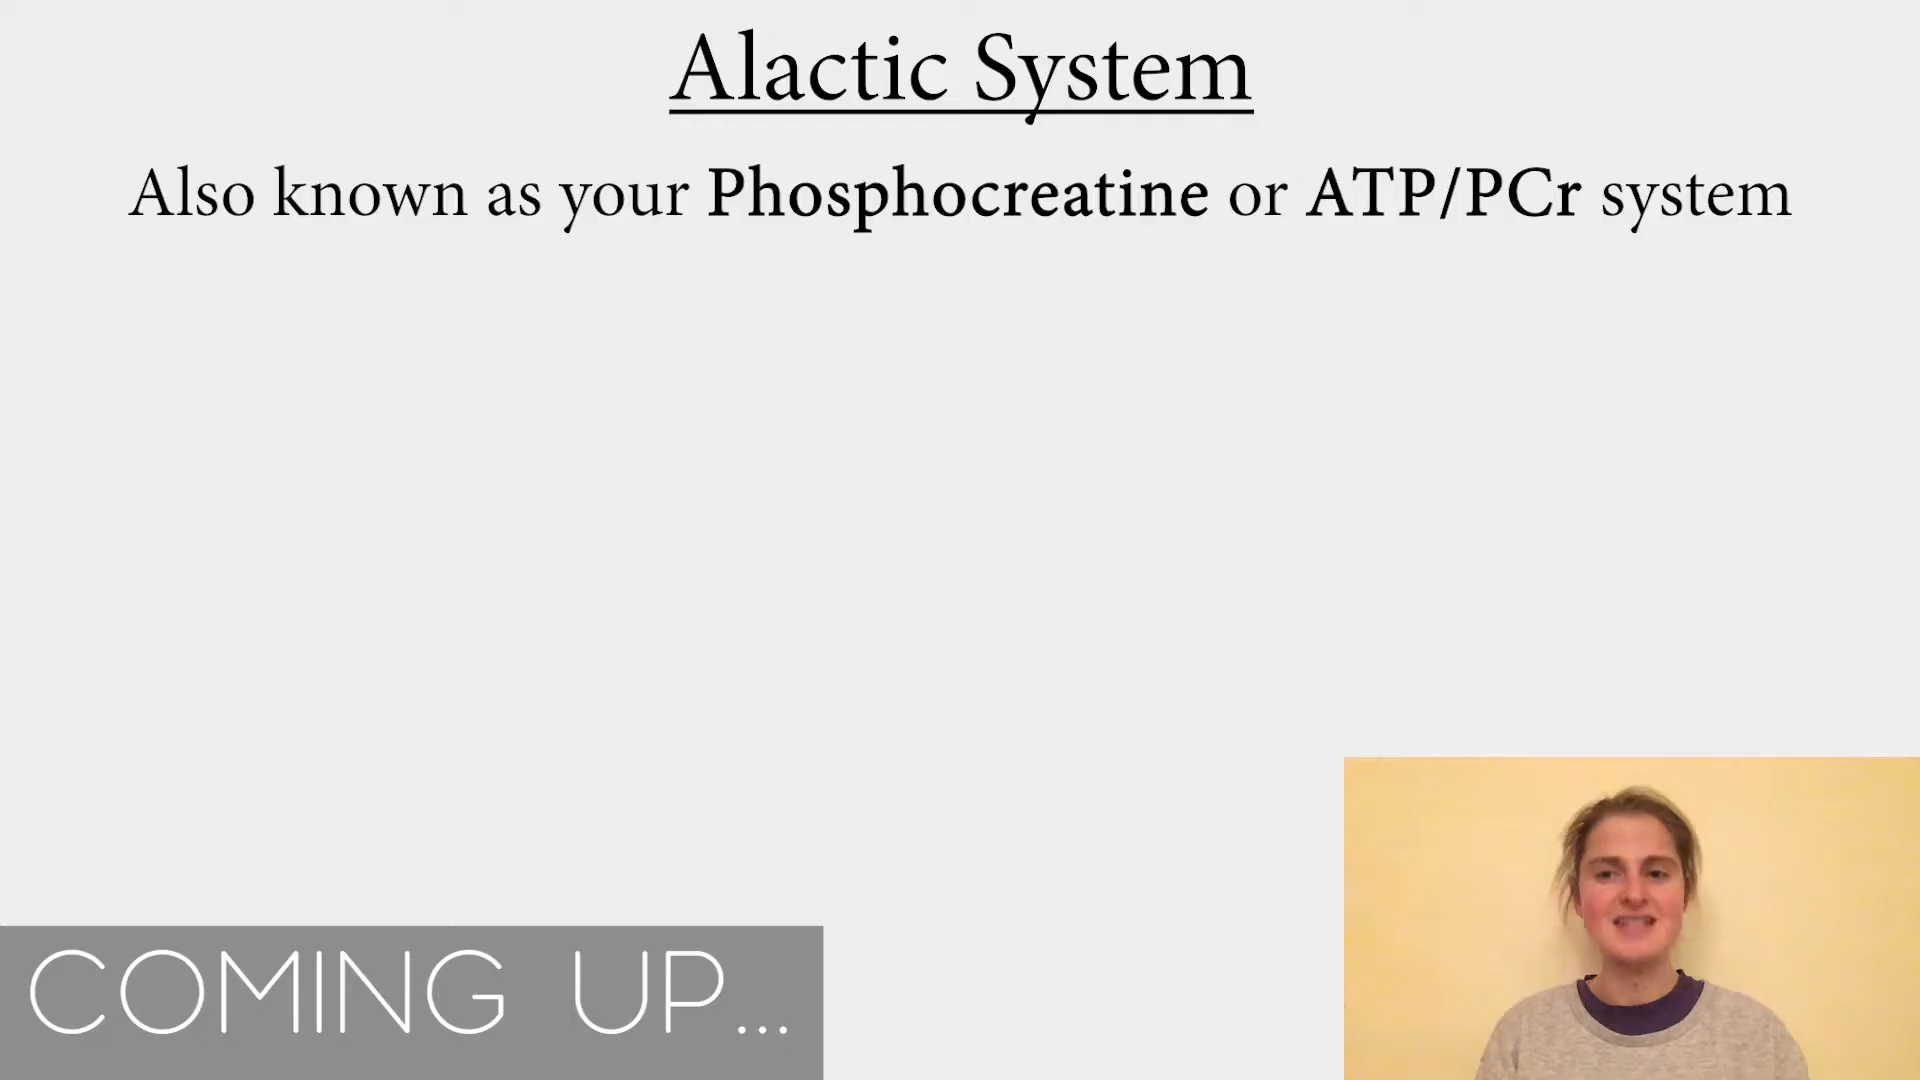 Alactic System
Also known as your Phosphocreatine or ATP/PCr system
COMING UP...